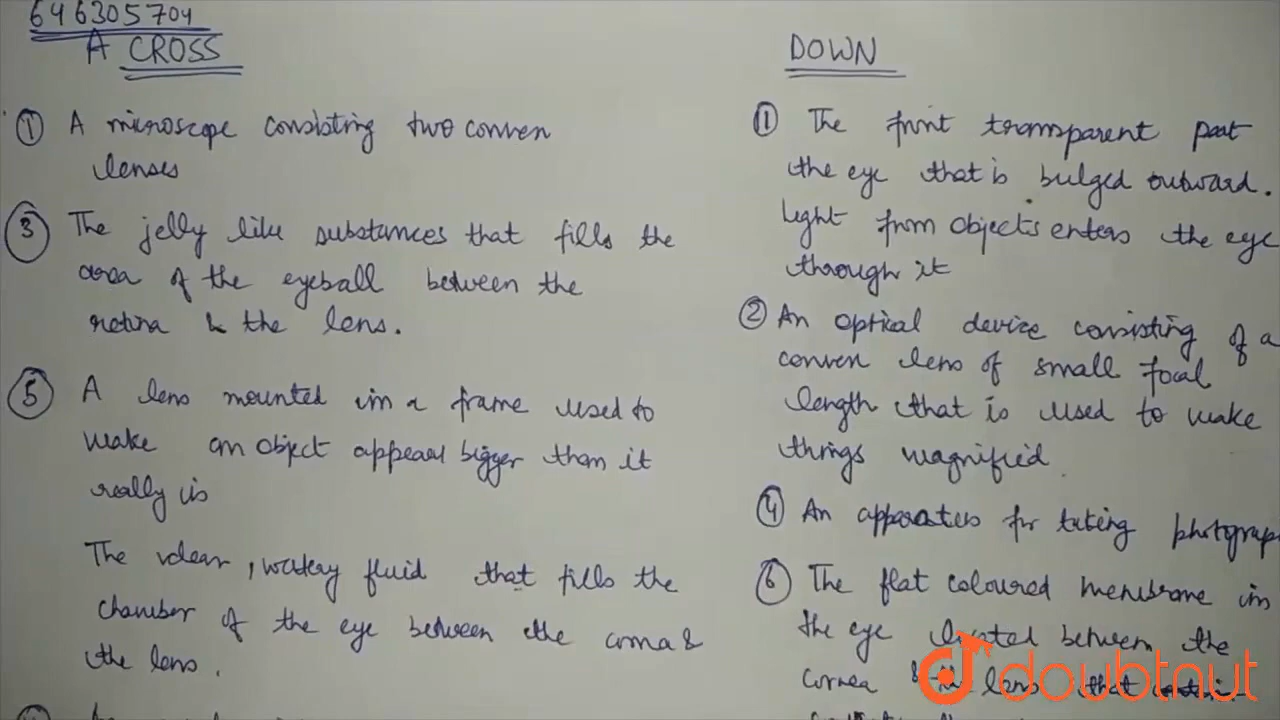 646305704
A CROSS
① A microscope consisting two conven
lenses
③ The jelly like substances that fills the
area of the eyeball between the
retina & the lens.
⑤ A lens mounted in a frame used to
make an object appear bigger than it
really is
The clear, watery fluid that fills the
chamber of the eye between the cornea &
the lens.
DOWN
① The front transparent part
the eye that is bulged outward.
light from objects enters the eye
through it
② An optical device consisting of a
conven lens of small focal
length that is used to make
things magnified
④ An apparatus for taking photograp
⑥ The flat coloured membrane in
the eye located between the
cornea & the lens that
doubtnut